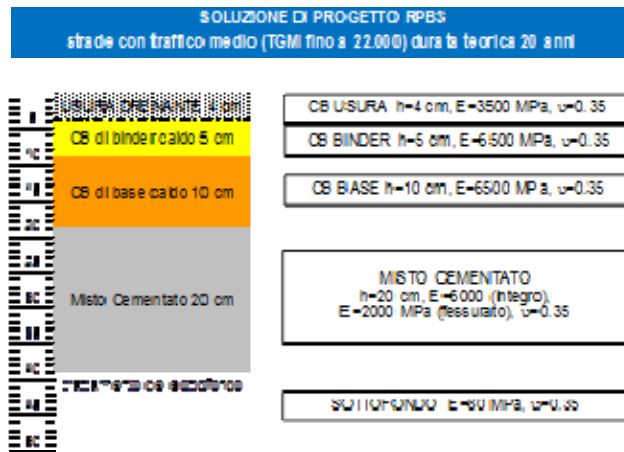 SOLUZIONE DI PROGETTO RPBS
strade con traffico medio (TGM fino a 22.000) durata teorica 20 anni
USURA DRENANTE 4 cm
CB USURA h=4 cm, E=3500 MPa, υ=0.35
CB di binder caldo 5 cm
CB BINDER h=5 cm, E=6500 MPa, υ=0.35
CB di base caldo 10 cm
CB BASE h=10 cm, E=6500 MPa, υ=0.35
Misto Cementato 20 cm
MISTO CEMENTATO
h=20 cm, E=6000 (integro),
E=2000 MPa (fessurato), υ=0.35
SOTTOFONDO E=80 MPa, υ=0.35